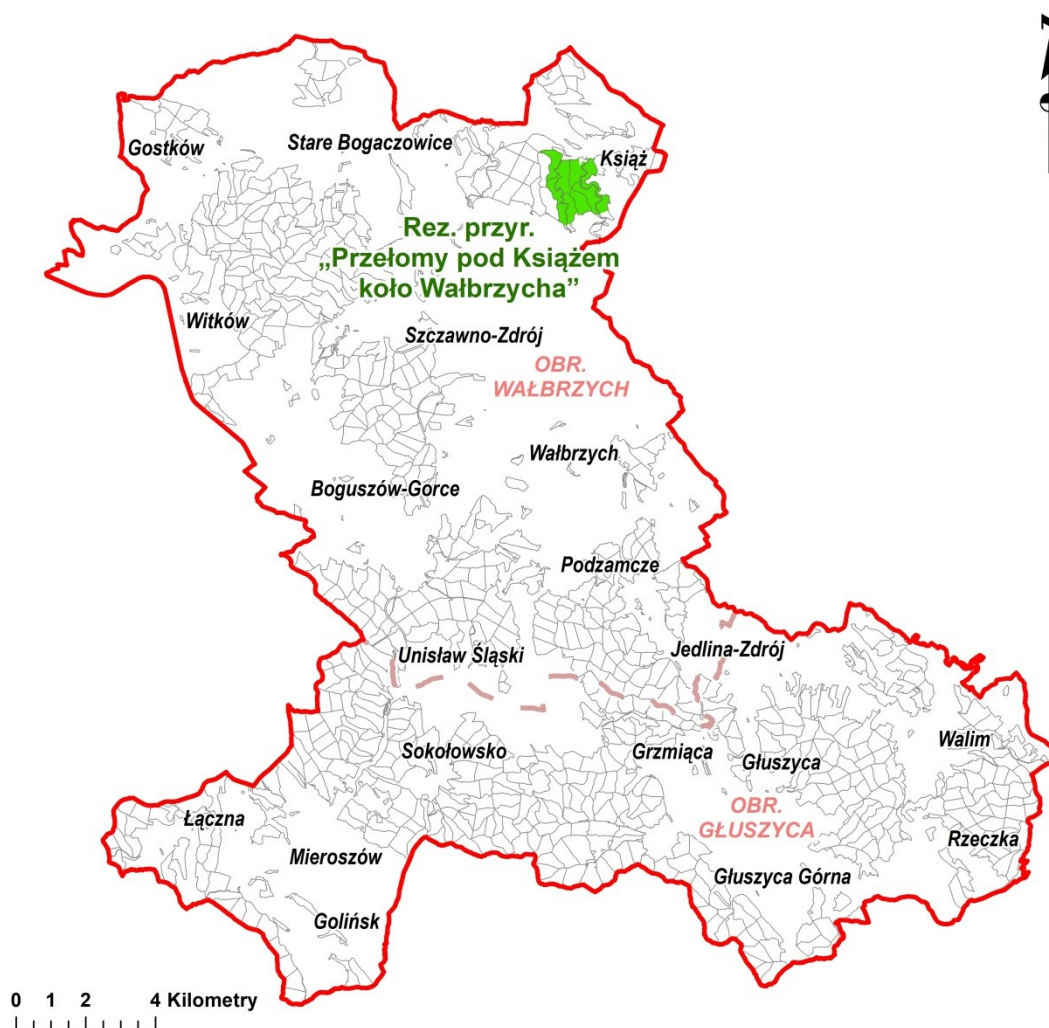 Gostków
Stare Bogaczowice
Książ
Rez. przyr.
„Przełomy pod Książem
koło Wałbrzycha”
Witków
Szczawno-Zdrój
OBR.
WAŁBRZYCH
Wałbrzych
Boguszów-Gorce
Podzamcze
Unisław Śląski
Jedlina-Zdrój
Sokołowsko
Grzmiąca
Głuszyca
Walim
Łączna
OBR.
GŁUSZYCA
Mieroszów
Rzeczka
Głuszyca Górna
Golińsk
0 1 2 4 Kilometry